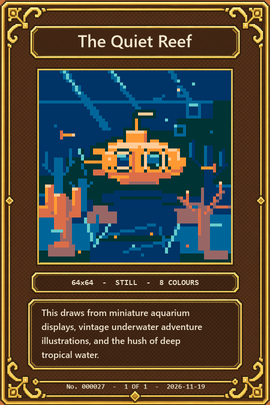 The Quiet Reef
64x64 - STILL - 8 COLOURS
This draws from miniature aquarium
displays, vintage underwater adventure
illustrations, and the hush of deep
tropical water.
No. 000027 - 1 OF 1 - 2026-11-19